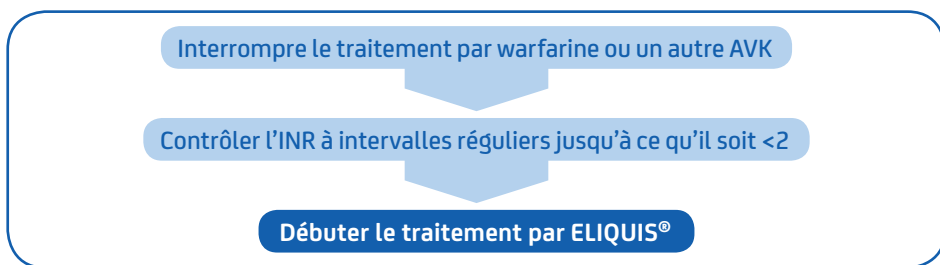 Interrompre le traitement par warfarine ou un autre AVK
Contrôler l’INR à intervalles réguliers jusqu’à ce qu’il soit <2
Débuter le traitement par ELIQUIS®